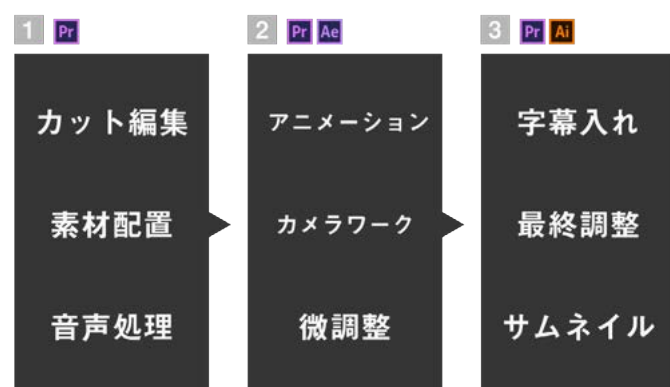 1 Pr
カット編集
素材配置
音声処理
2 Pr Ae
アニメーション
カメラワーク
微調整
3 Pr Ai
字幕入れ
最終調整
サムネイル